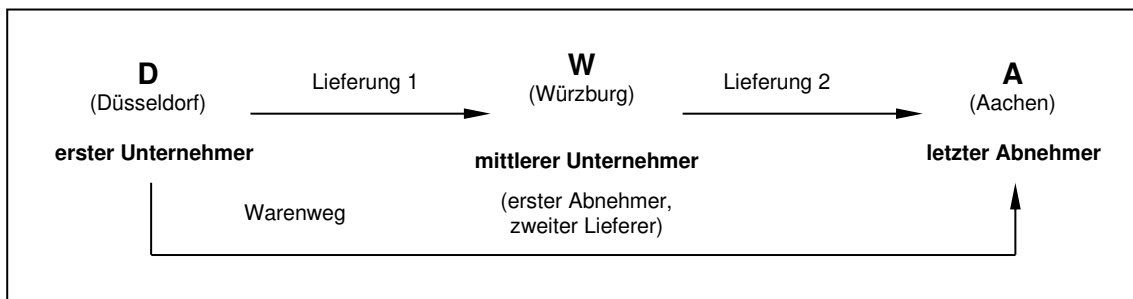 D
(Düsseldorf)
Lieferung 1
W
(Würzburg)
Lieferung 2
A
(Aachen)
erster Unternehmer
mittlerer Unternehmer
letzter Abnehmer
Warenweg
(erster Abnehmer,
zweiter Lieferer)